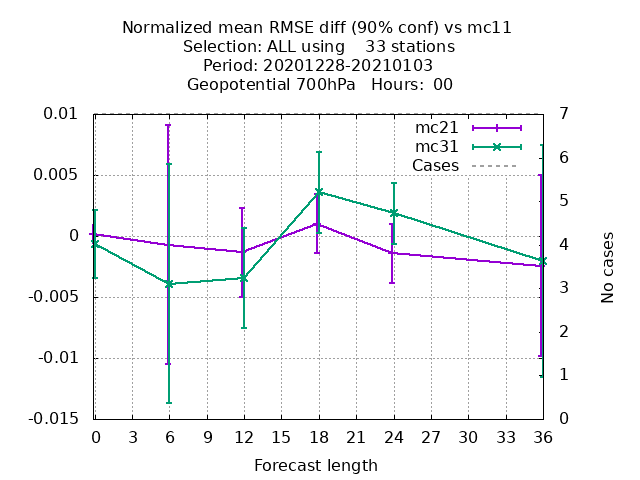 Normalized mean RMSE diff (90% conf) vs mc11
Selection: ALL using    33 stations
Period: 20201228-20210103
Geopotential 700hPa   Hours: 00
mc21
mc31
Cases
0.01
0.005
0
-0.005
-0.01
-0.015
7
6
5
4
3
2
1
0
No cases
0 3 6 9 12 15 18 21 24 27 30 33 36
Forecast length